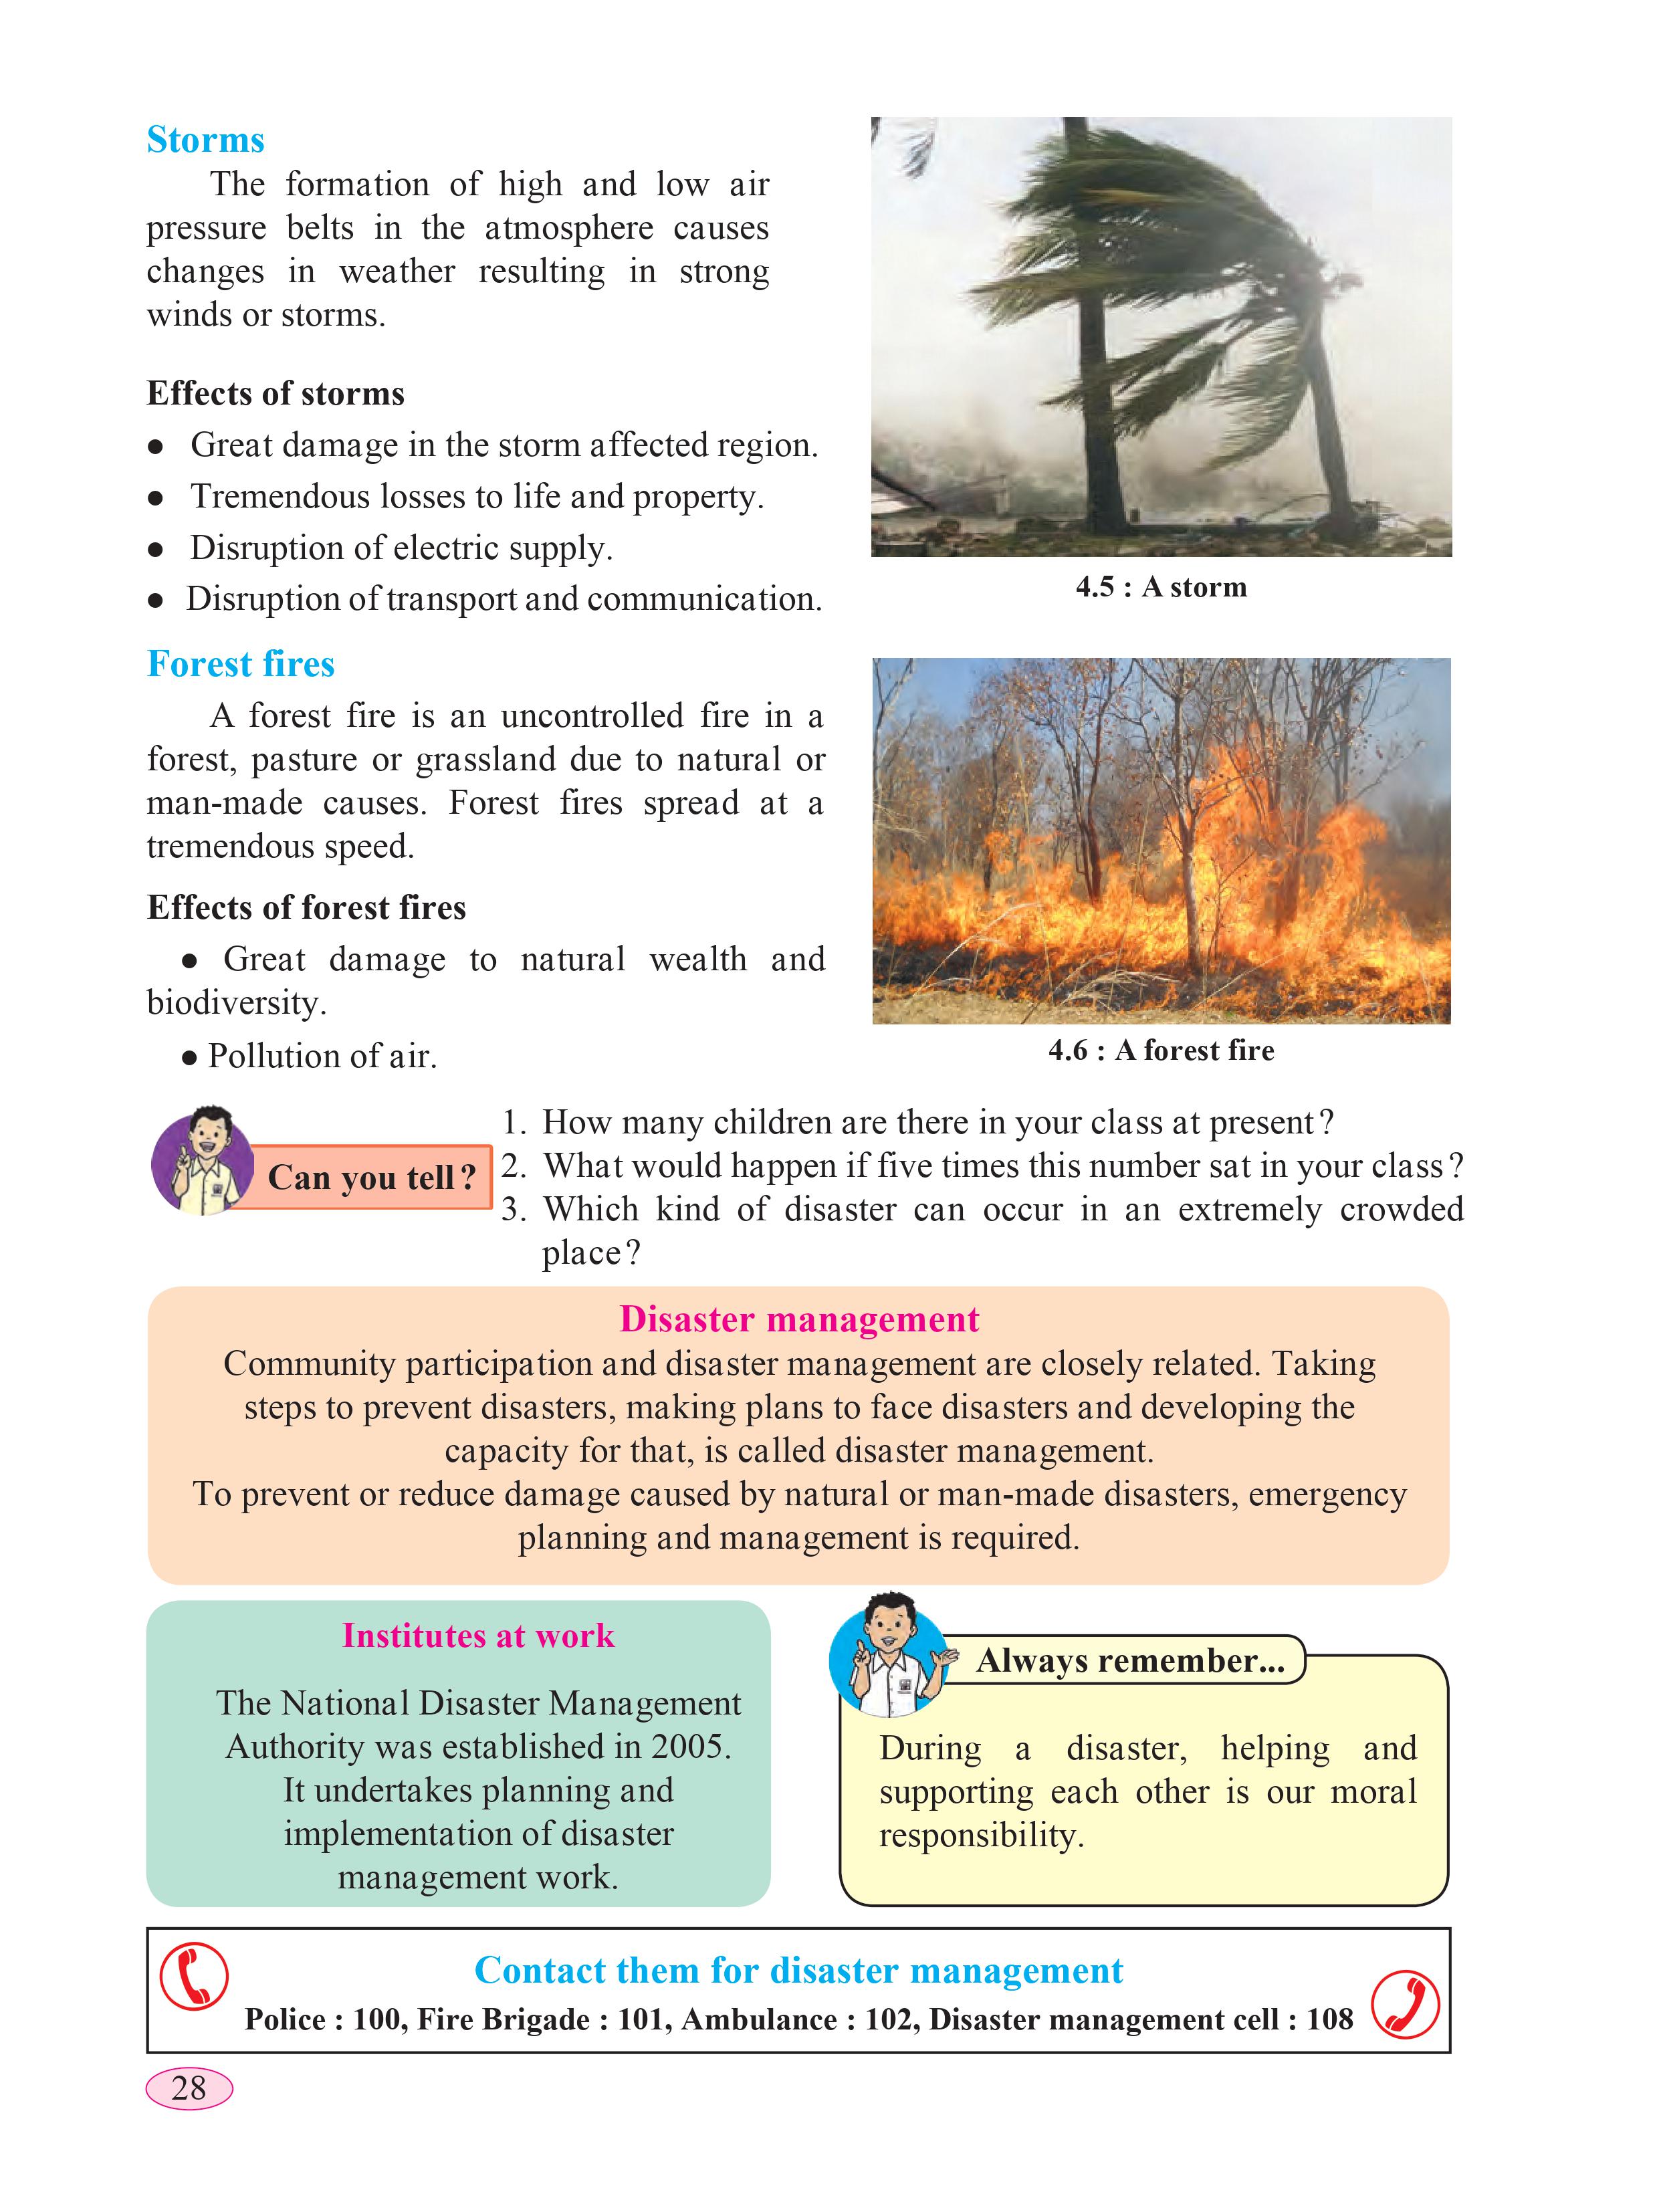 Storms
The formation of high and low air
pressure belts in the atmosphere causes
changes in weather resulting in strong
winds or storms.
Effects of storms
● Great damage in the storm affected region.
● Tremendous losses to life and property.
● Disruption of electric supply.
● Disruption of transport and communication.
4.5 : A storm
Forest fires
A forest fire is an uncontrolled fire in a
forest, pasture or grassland due to natural or
man-made causes. Forest fires spread at a
tremendous speed.
Effects of forest fires
● Great damage to natural wealth and
biodiversity.
● Pollution of air.
4.6 : A forest fire
Can you tell?
1. How many children are there in your class at present?
2. What would happen if five times this number sat in your class?
3. Which kind of disaster can occur in an extremely crowded
place?
Disaster management
Community participation and disaster management are closely related. Taking
steps to prevent disasters, making plans to face disasters and developing the
capacity for that, is called disaster management.
To prevent or reduce damage caused by natural or man-made disasters, emergency
planning and management is required.
Institutes at work
The National Disaster Management
Authority was established in 2005.
It undertakes planning and
implementation of disaster
management work.
Always remember...
During a disaster, helping and
supporting each other is our moral
responsibility.
Contact them for disaster management
Police : 100, Fire Brigade : 101, Ambulance : 102, Disaster management cell : 108
28